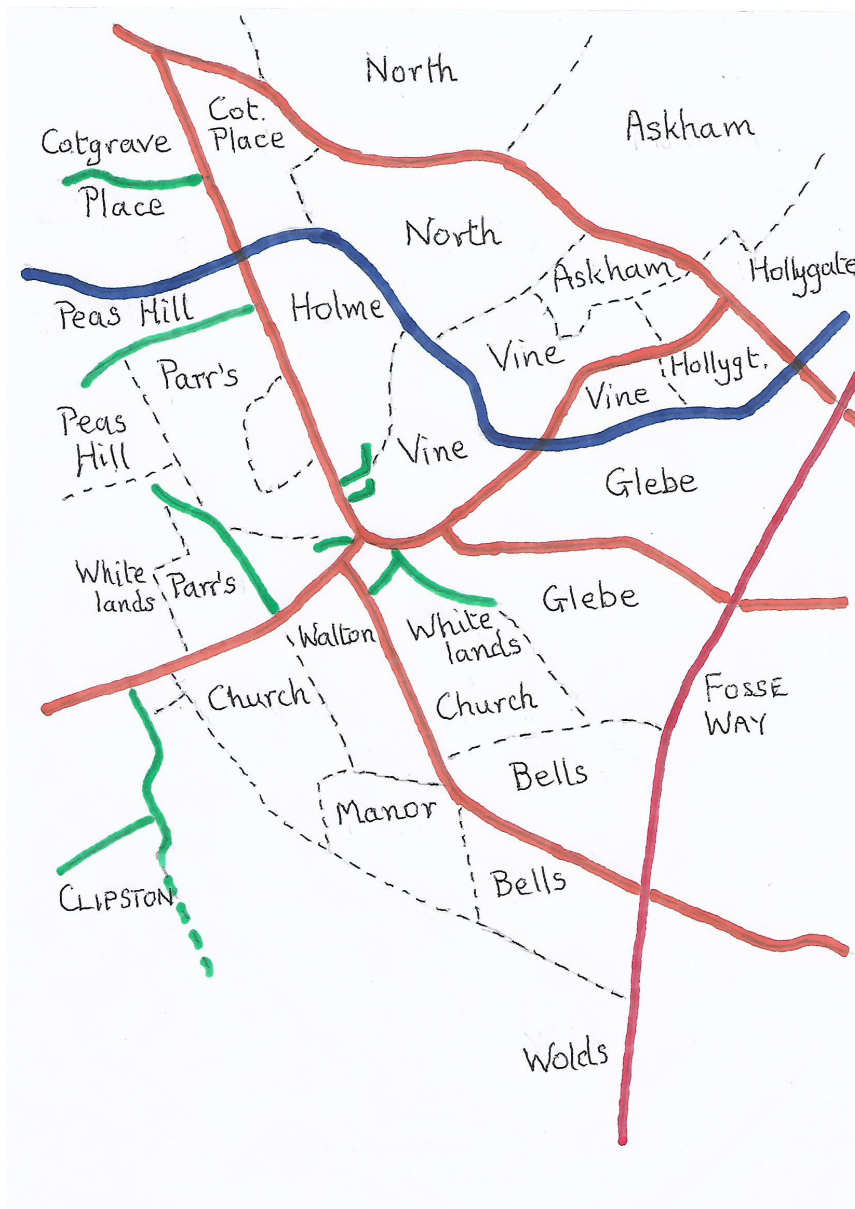 North
Cot.
Place
Askham
Cotgrave
Place
North
Askham
Hollygate
Peas Hill
Holme
Vine
Hollygt.
Parr's
Vine
Peas
Hill
Vine
Glebe
White
lands
Parr's
Glebe
Walton
White
lands
Church
Church
FOSSE
WAY
Bells
Manor
Bells
CLIPSTON
Wolds